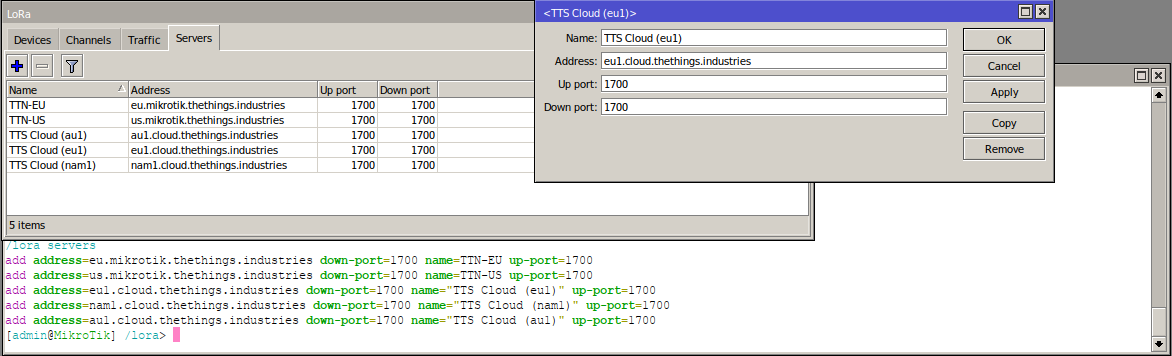 LoRa
Devices Channels Traffic Servers
Name Address Up port Down port
TTN-EU eu.mikrotik.thethings.industries 1700 1700
TTN-US us.mikrotik.thethings.industries 1700 1700
TTS Cloud (au1) au1.cloud.thethings.industries 1700 1700
TTS Cloud (eu1) eu1.cloud.thethings.industries 1700 1700
TTS Cloud (nam1) nam1.cloud.thethings.industries 1700 1700
5 items
<TTS Cloud (eu1)>
Name: TTS Cloud (eu1)
Address: eu1.cloud.thethings.industries
Up port: 1700
Down port: 1700
OK
Cancel
Apply
Copy
Remove
/lora servers
add address=eu.mikrotik.thethings.industries down-port=1700 name=TTN-EU up-port=1700
add address=us.mikrotik.thethings.industries down-port=1700 name=TTN-US up-port=1700
add address=eu1.cloud.thethings.industries down-port=1700 name="TTS Cloud (eu1)" up-port=1700
add address=nam1.cloud.thethings.industries down-port=1700 name="TTS Cloud (nam1)" up-port=1700
add address=au1.cloud.thethings.industries down-port=1700 name="TTS Cloud (au1)" up-port=1700
[admin@MikroTik] /lora>